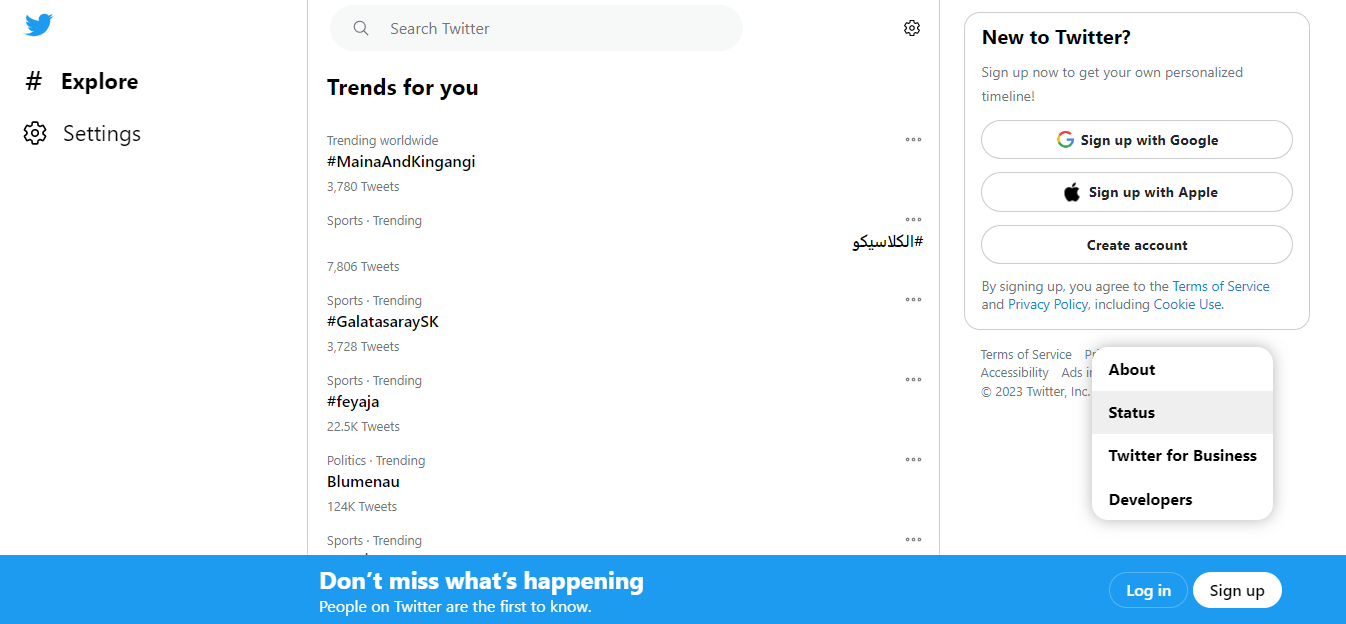 Explore
Settings
Search Twitter
Trends for you
Trending worldwide
#MainaAndKingangi
3,780 Tweets
Sports · Trending
#الكلاسيكو
7,806 Tweets
Sports · Trending
#GalatasaraySK
3,728 Tweets
Sports · Trending
#feyaja
22.5K Tweets
Politics · Trending
Blumenau
124K Tweets
Sports · Trending
New to Twitter?
Sign up now to get your own personalized
timeline!
Sign up with Google
Sign up with Apple
Create account
By signing up, you agree to the Terms of Service
and Privacy Policy, including Cookie Use.
Terms of Service
Accessibility Ads
© 2023 Twitter, Inc.
About
Status
Twitter for Business
Developers
Don’t miss what’s happening
People on Twitter are the first to know.
Log in
Sign up